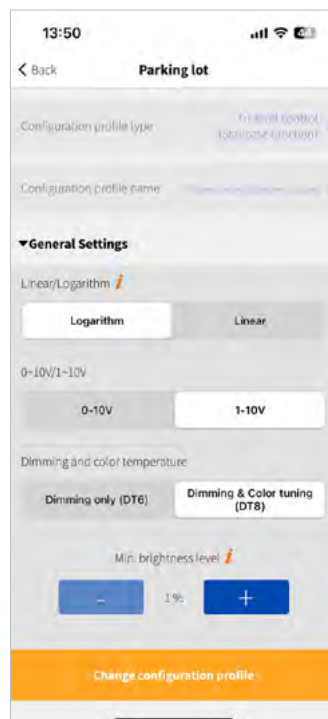 13:50
Back
Parking lot
Configuration profile type
Tri-level control
(Staircase function)
Configuration profile name
▾General Settings
Linear/Logarithm i
Logarithm
Linear
0~10V/1~10V
0-10V
1-10V
Dimming and color temperature
Dimming only (DT6)
Dimming & Color tuning
(DT8)
Min. brightness level i
-
1%
+
Change configuration profile